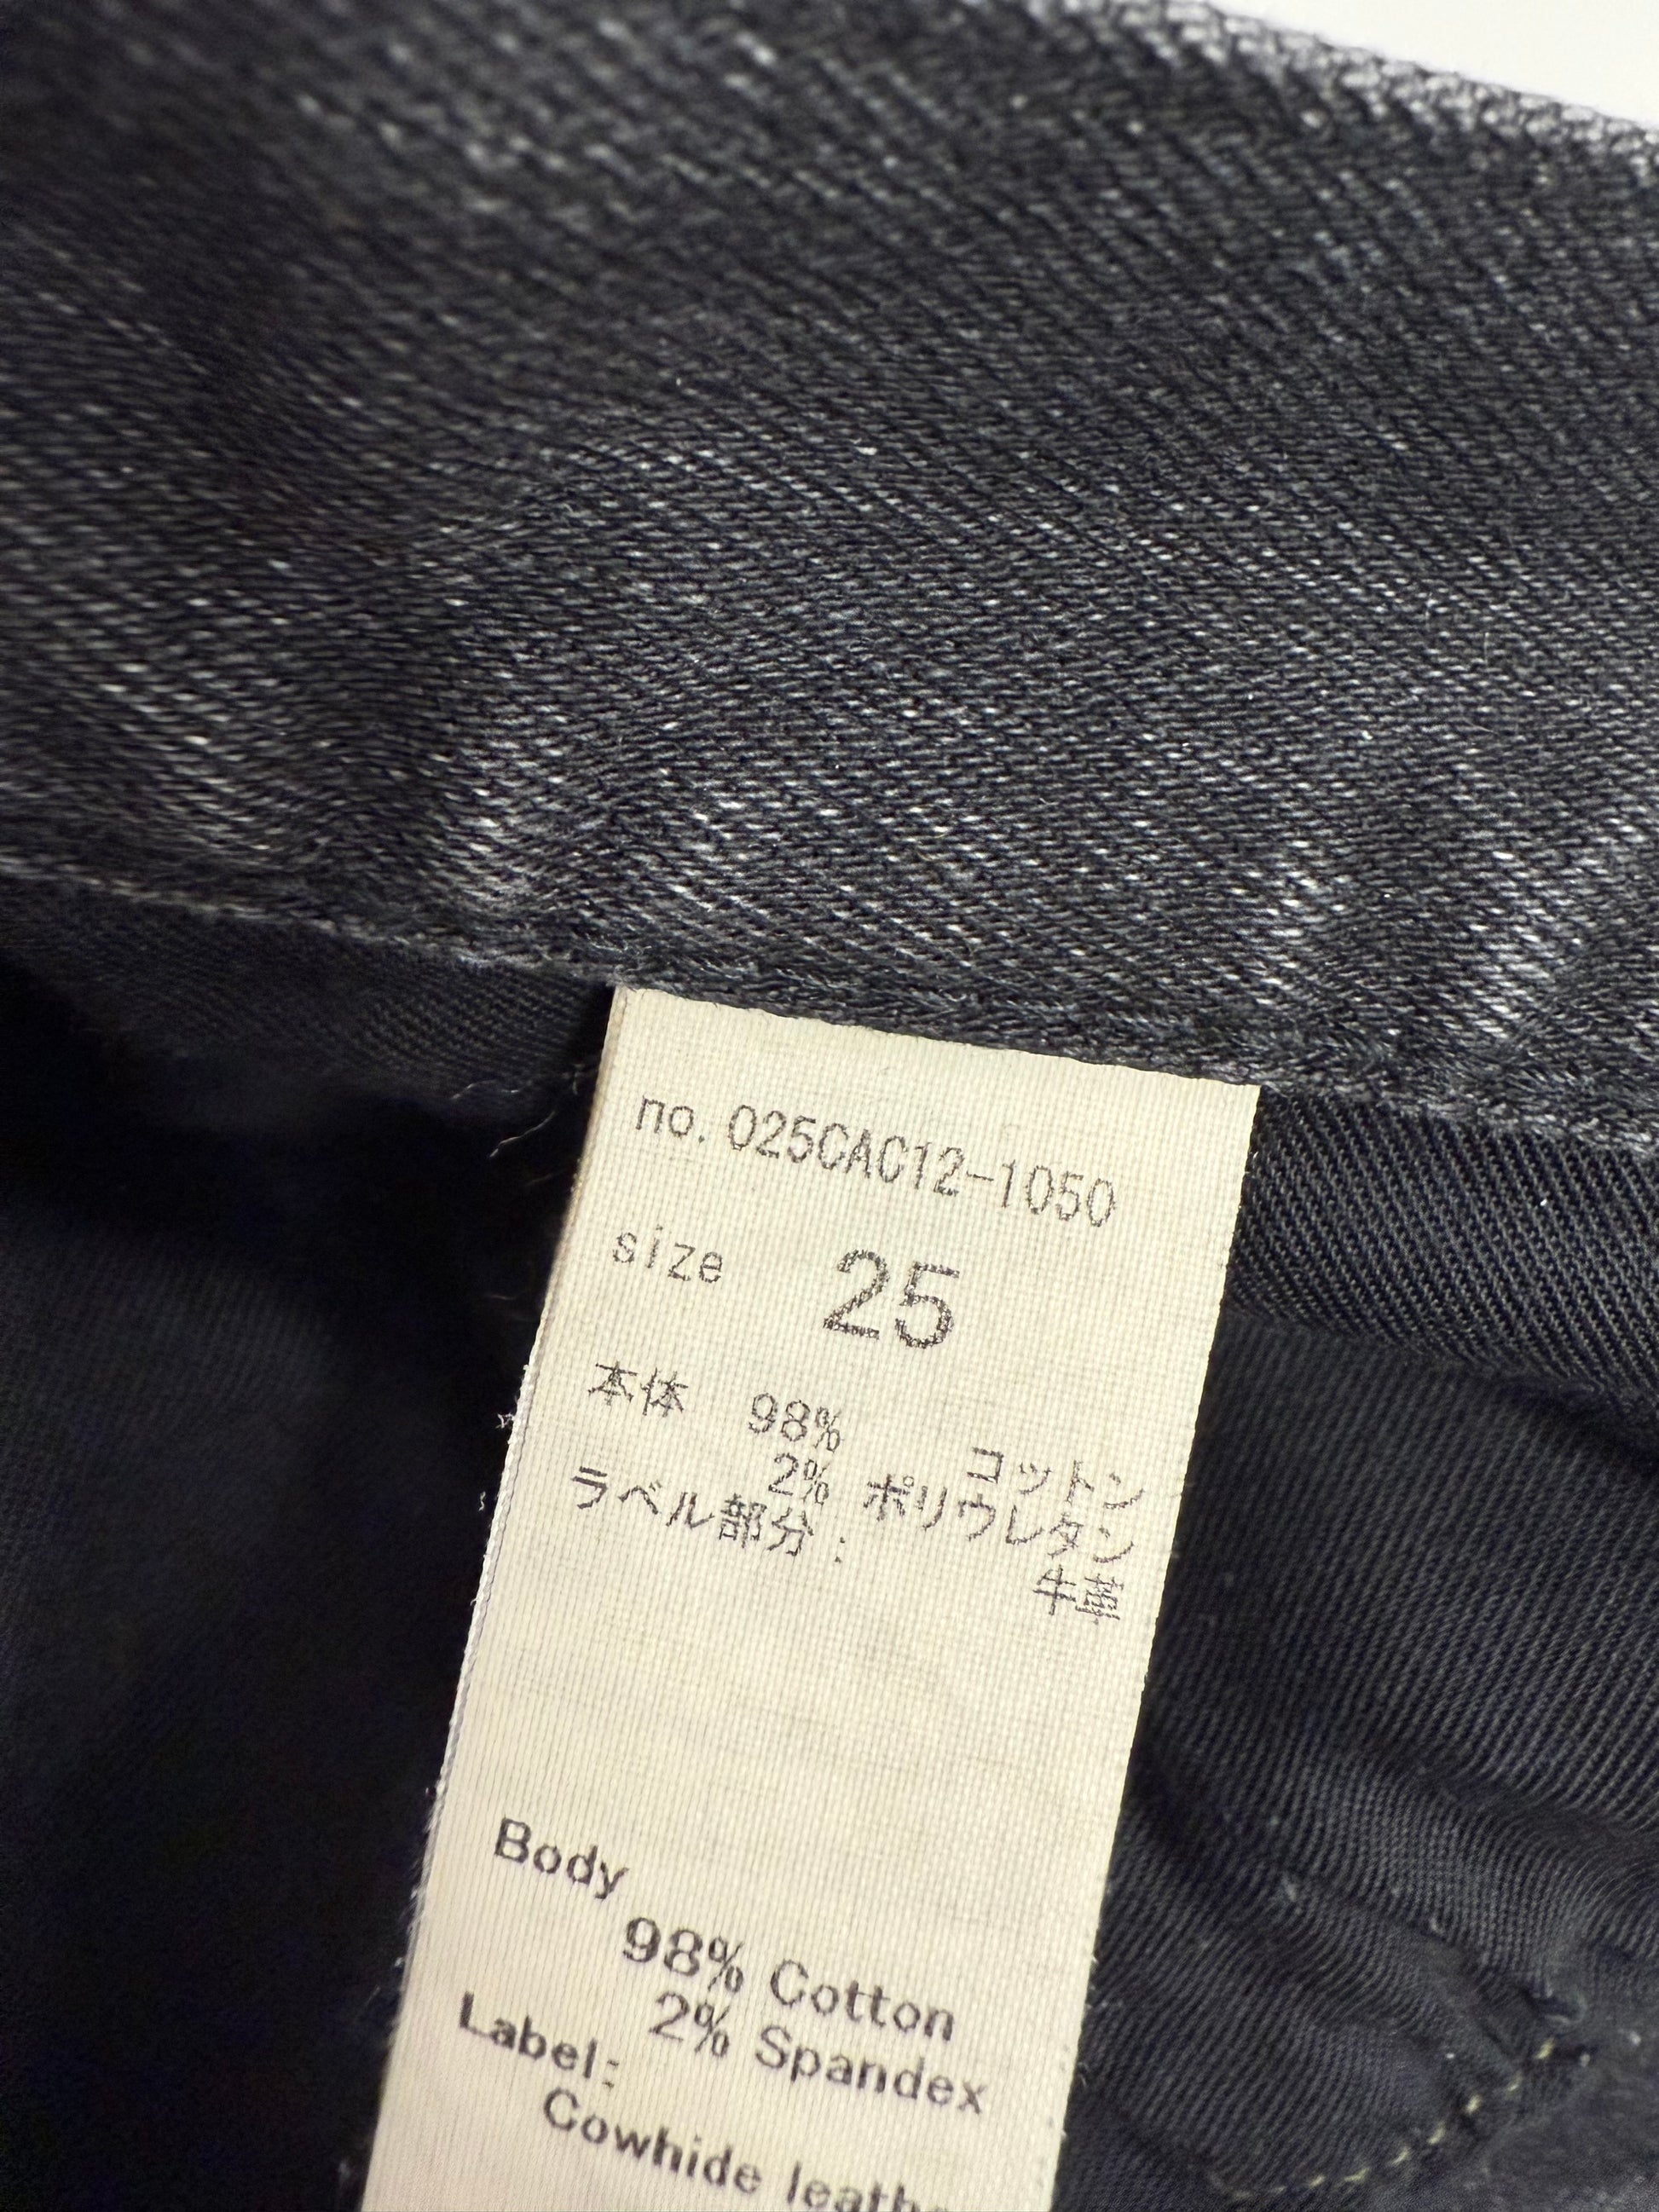 no. 025CAC12-1050
size 25
本体 98% コットン
2% ポリウレタン
ラベル部分:
牛革
Body
98% Cotton
2% Spandex
Label:
Cowhide